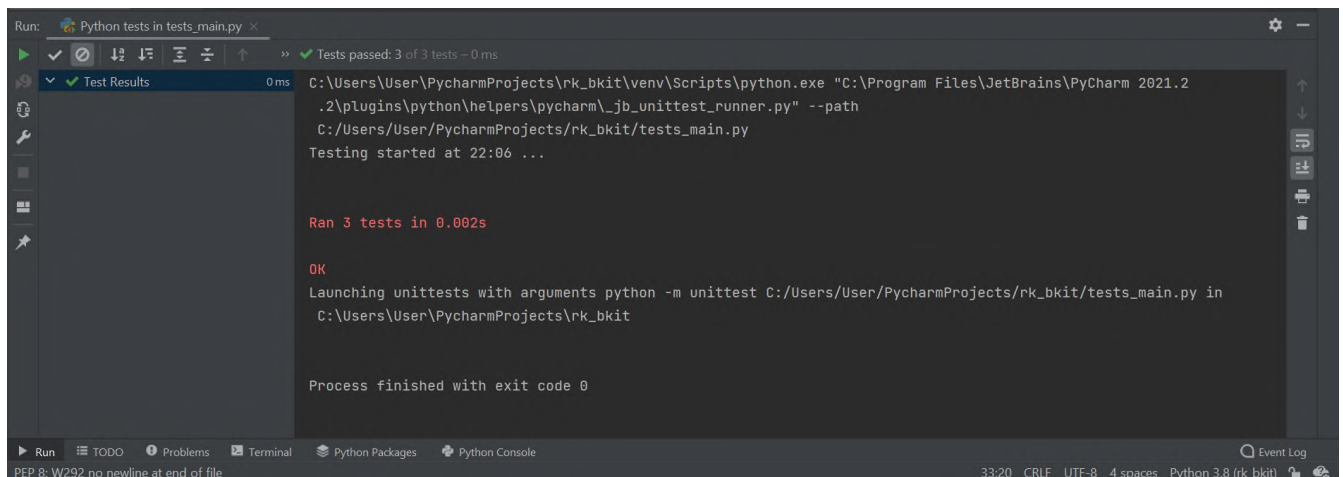 Run: Python tests in tests_main.py
Tests passed: 3 of 3 tests – 0 ms
Test Results 0 ms
C:\Users\User\PycharmProjects\rk_bkit\venv\Scripts\python.exe "C:\Program Files\JetBrains\PyCharm 2021.2
.2\plugins\python\helpers\pycharm\_jb_unittest_runner.py" --path
C:/Users/User/PycharmProjects/rk_bkit/tests_main.py
Testing started at 22:06 ...
Ran 3 tests in 0.002s
OK
Launching unittests with arguments python -m unittest C:/Users/User/PycharmProjects/rk_bkit/tests_main.py in
C:\Users\User\PycharmProjects\rk_bkit
Process finished with exit code 0
Run TODO Problems Terminal Python Packages Python Console Event Log
PEP 8: W292 no newline at end of file 33:20 CRLF UTF-8 4 spaces Python 3.8 (rk_bkit)